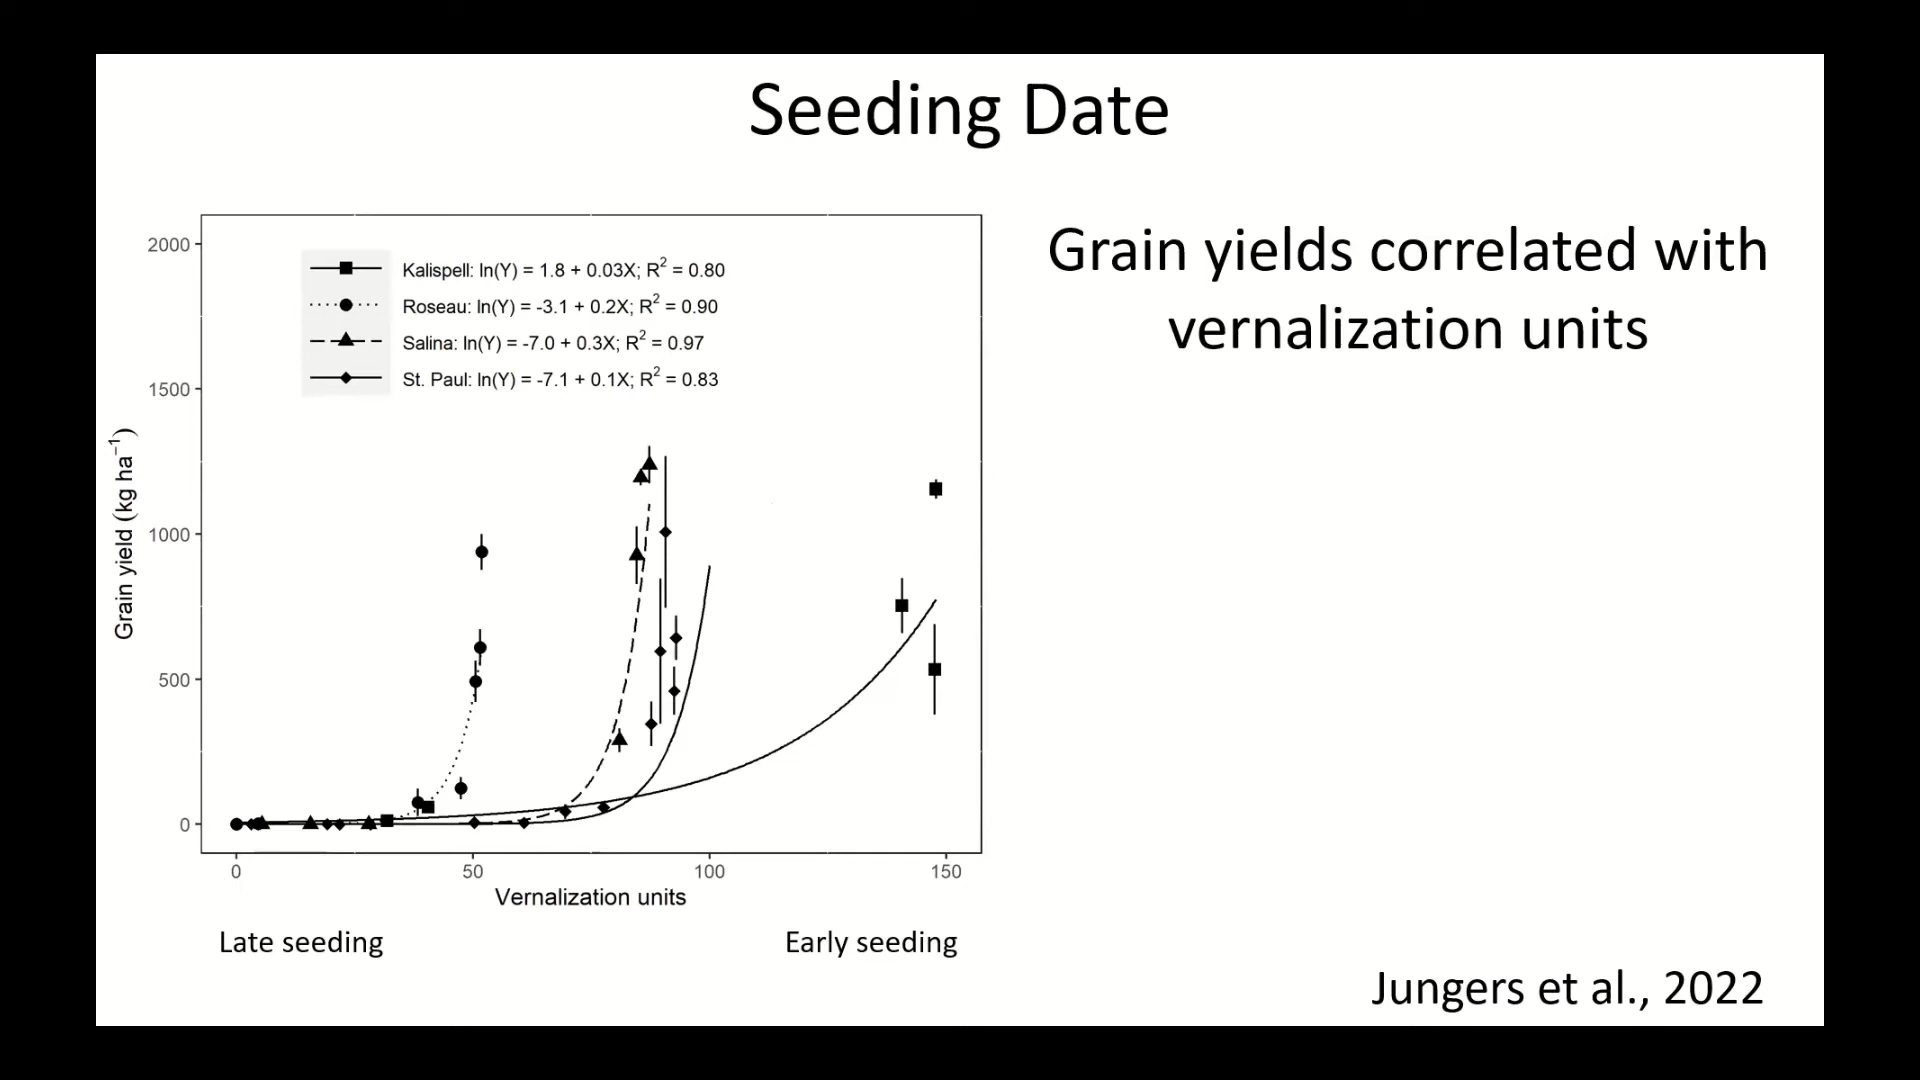 Seeding Date
Grain yields correlated with
vernalization units
Kalispell: ln(Y) = 1.8 + 0.03X; R² = 0.80
Roseau: ln(Y) = -3.1 + 0.2X; R² = 0.90
Salina: ln(Y) = -7.0 + 0.3X; R² = 0.97
St. Paul: ln(Y) = -7.1 + 0.1X; R² = 0.83
2000
1500
1000
500
0
Grain yield (kg ha⁻¹)
0 50 100 150
Vernalization units
Late seeding Early seeding
Jungers et al., 2022